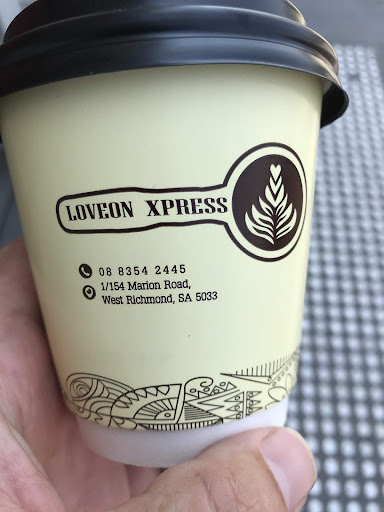 LOVEON XPRESS
08 8354 2445
1/154 Marion Road,
West Richmond, SA 5033